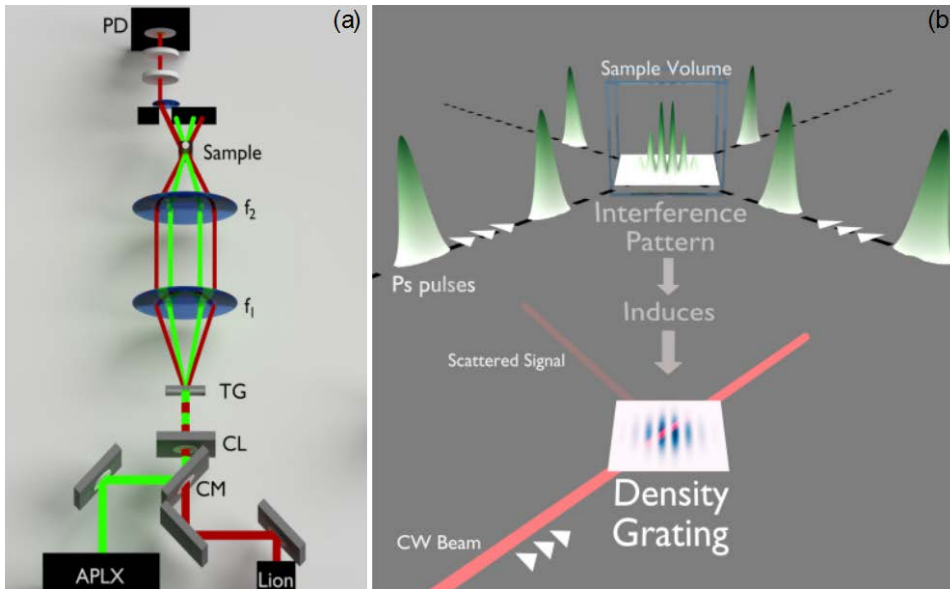 (a)
PD
Sample
f2
f1
TG
CL
CM
APLX
Lion
(b)
Sample Volume
Interference
Pattern
Ps pulses
Induces
Scattered Signal
Density
Grating
CW Beam